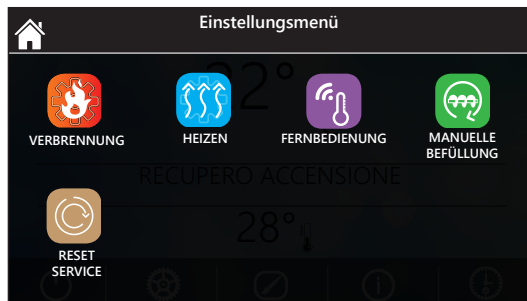 Einstellungsmenü
22°
VERBRENNUNG
HEIZEN
FERNBEDIENUNG
MANUELLE
BEFÜLLUNG
RECUPERO ACCENSIONE
28°
RESET
SERVICE